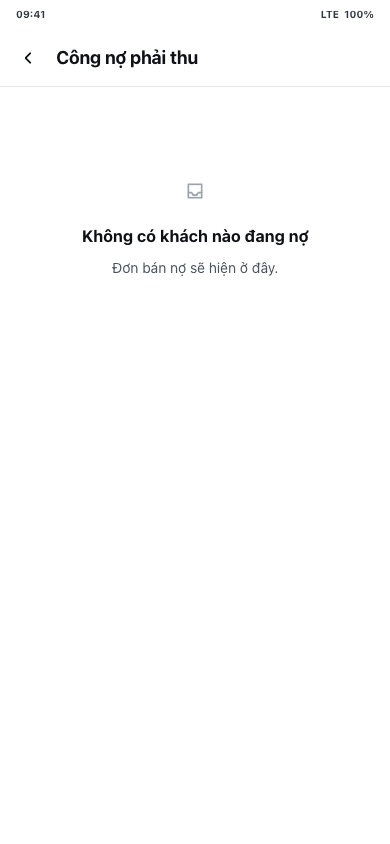 09:41
LTE 100%
Công nợ phải thu
Không có khách nào đang nợ
Đơn bán nợ sẽ hiện ở đây.